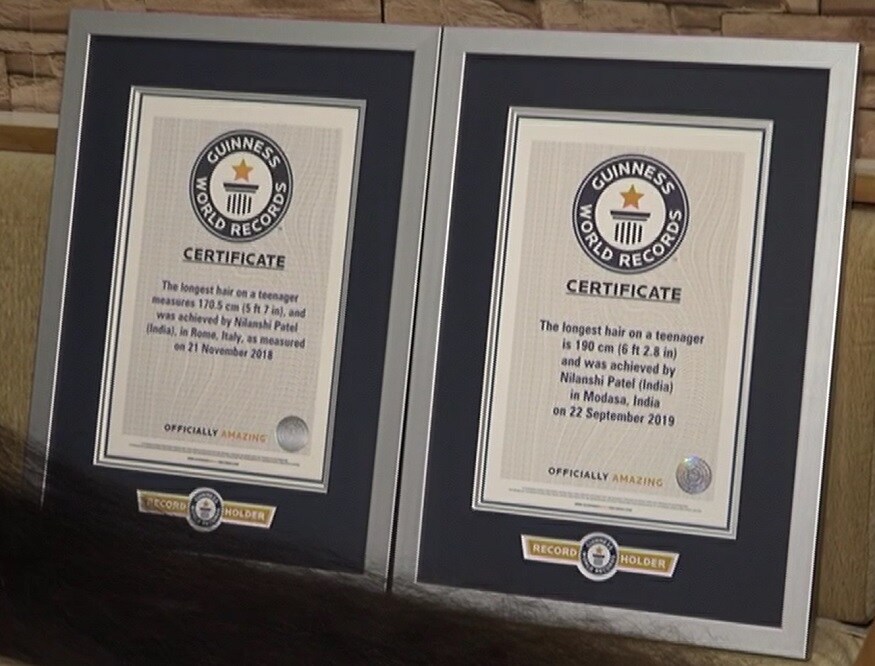 GUINNESS
WORLD RECORDS
CERTIFICATE
The longest hair on a teenager
measures 170.5 cm (5 ft 7 in), and
was achieved by Nilanshi Patel
(India), in Rome, Italy, as measured
on 21 November 2018
OFFICIALLY AMAZING
RECORD HOLDER
GUINNESS
WORLD RECORDS
CERTIFICATE
The longest hair on a teenager
is 190 cm (6 ft 2.8 in)
and was achieved by
Nilanshi Patel (India)
in Modasa, India
on 22 September 2019
OFFICIALLY AMAZING
RECORD HOLDER